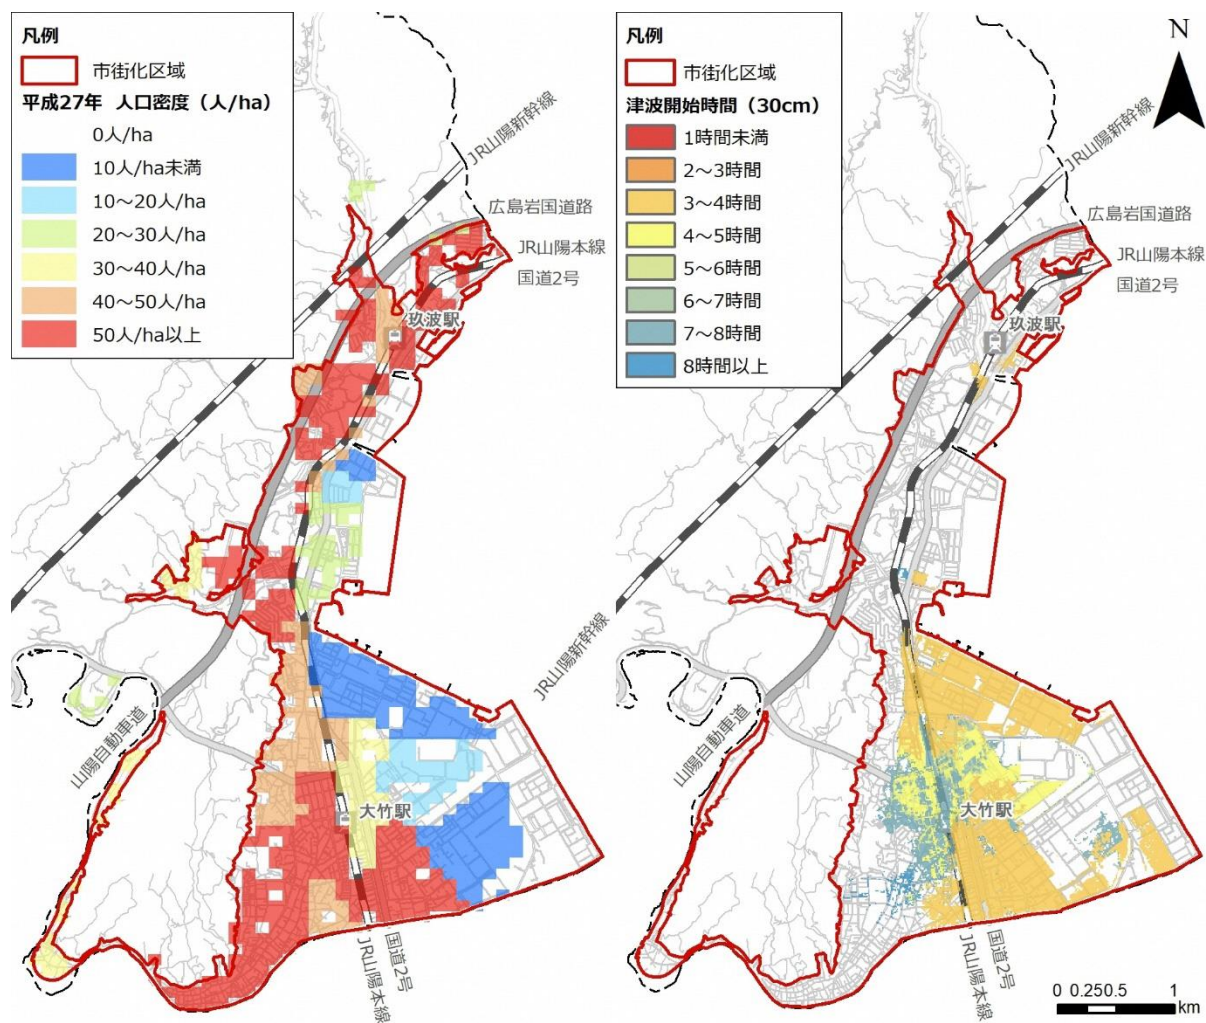 凡例
市街化区域
平成27年 人口密度（人/ha）
0人/ha
10人/ha未満
10～20人/ha
20～30人/ha
30～40人/ha
40～50人/ha
50人/ha以上
JR山陽新幹線
広島岩国道路
JR山陽本線
国道2号
玖波駅
JR山陽新幹線
山陽自動車道
大竹駅
国道2号
JR山陽本線
凡例
市街化区域
津波開始時間（30cm）
1時間未満
2～3時間
3～4時間
4～5時間
5～6時間
6～7時間
7～8時間
8時間以上
N
JR山陽新幹線
広島岩国道路
JR山陽本線
国道2号
玖波駅
山陽自動車道
大竹駅
国道2号
JR山陽本線
0 0.250.5 1
km